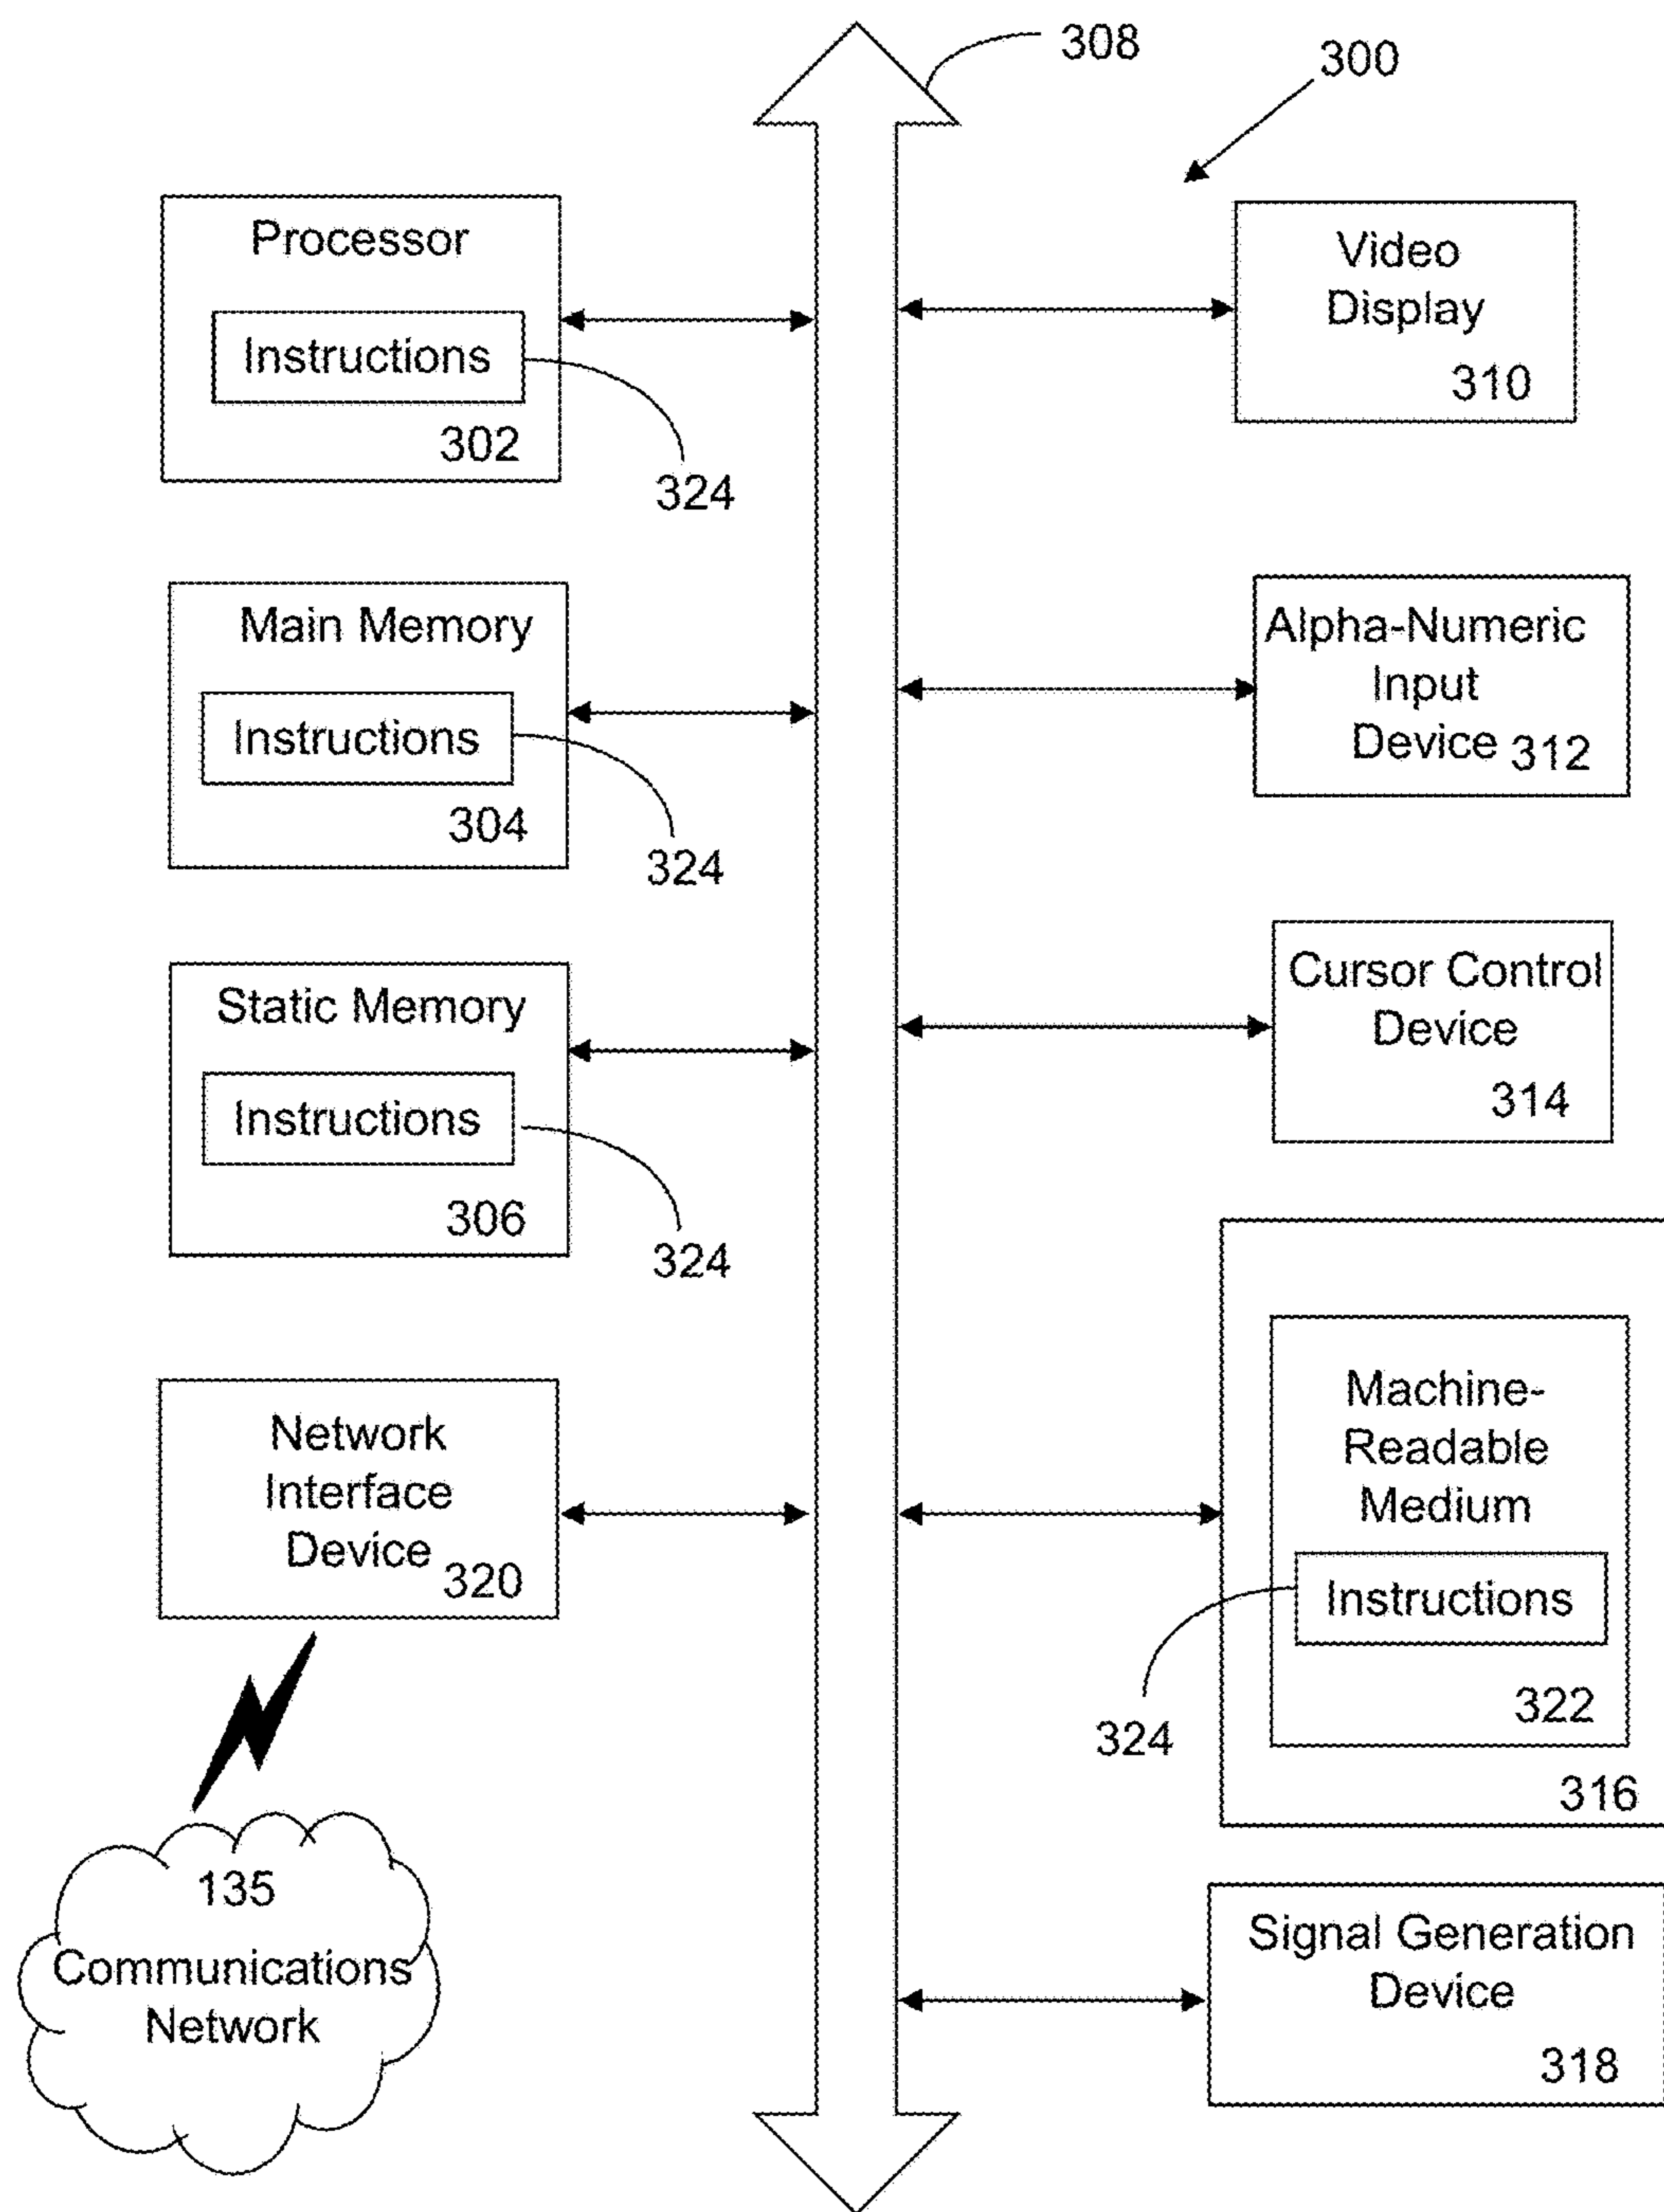 308
300
Processor
Instructions
302
324
Video
Display
310
Main Memory
Instructions
304
324
Alpha-Numeric
Input
Device 312
Static Memory
Instructions
306
324
Cursor Control
Device
314
Network
Interface
Device 320
Machine-
Readable
Medium
Instructions
322
324
316
135
Communications
Network
Signal Generation
Device
318